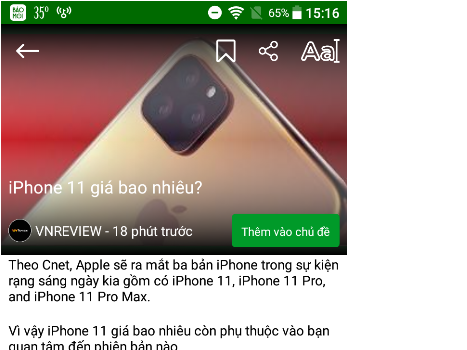 BÁO
MỚI
35° 65% 15:16
Aa
iPhone 11 giá bao nhiêu?
VNREVIEW - 18 phút trước
Thêm vào chủ đề
Theo Cnet, Apple sẽ ra mắt ba bản iPhone trong sự kiện
rạng sáng ngày kia gồm có iPhone 11, iPhone 11 Pro,
and iPhone 11 Pro Max.
Vì vậy iPhone 11 giá bao nhiêu còn phụ thuộc vào bạn
quan tâm đến phiên bản nào